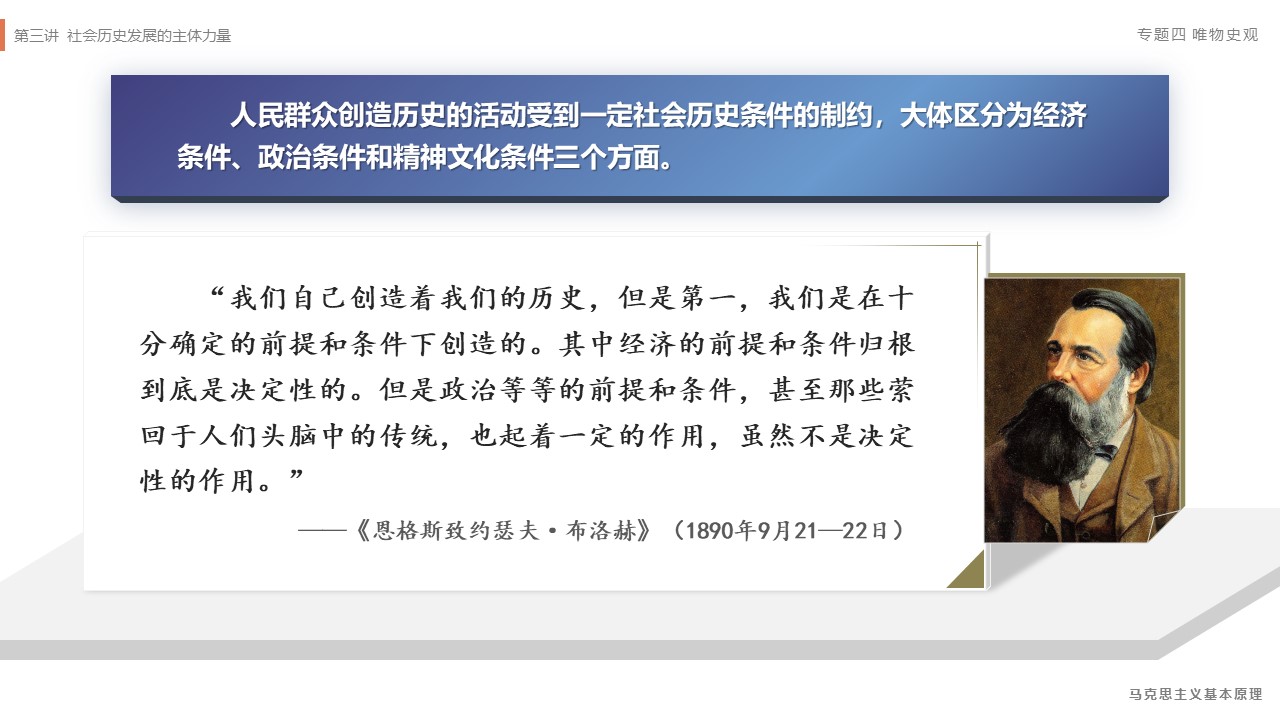 第三讲 社会历史发展的主体力量
专题四 唯物史观
人民群众创造历史的活动受到一定社会历史条件的制约，大体区分为经济
条件、政治条件和精神文化条件三个方面。
“我们自己创造着我们的历史，但是第一，我们是在十
分确定的前提和条件下创造的。其中经济的前提和条件归根
到底是决定性的。但是政治等等的前提和条件，甚至那些萦
回于人们头脑中的传统，也起着一定的作用，虽然不是决定
性的作用。”
——《恩格斯致约瑟夫·布洛赫》（1890年9月21—22日）
马克思主义基本原理